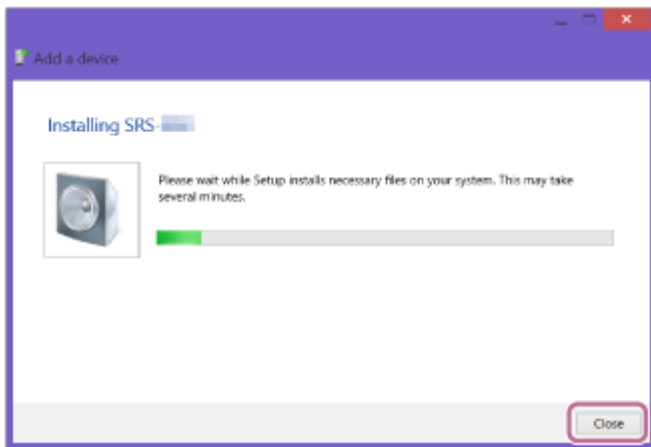 Add a device
Installing SRS-
Please wait while Setup installs necessary files on your system. This may take
several minutes.
Close